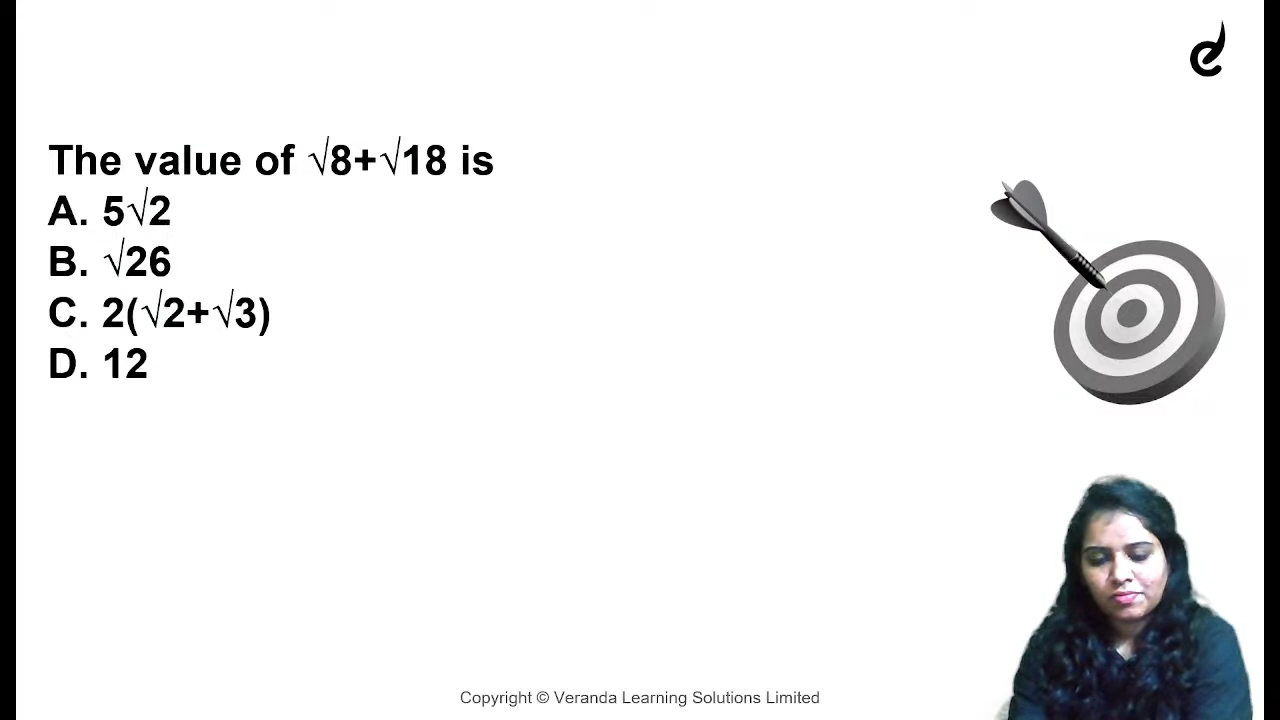 The value of √8+√18 is
A. 5√2
B. √26
C. 2(√2+√3)
D. 12
Copyright © Veranda Learning Solutions Limited